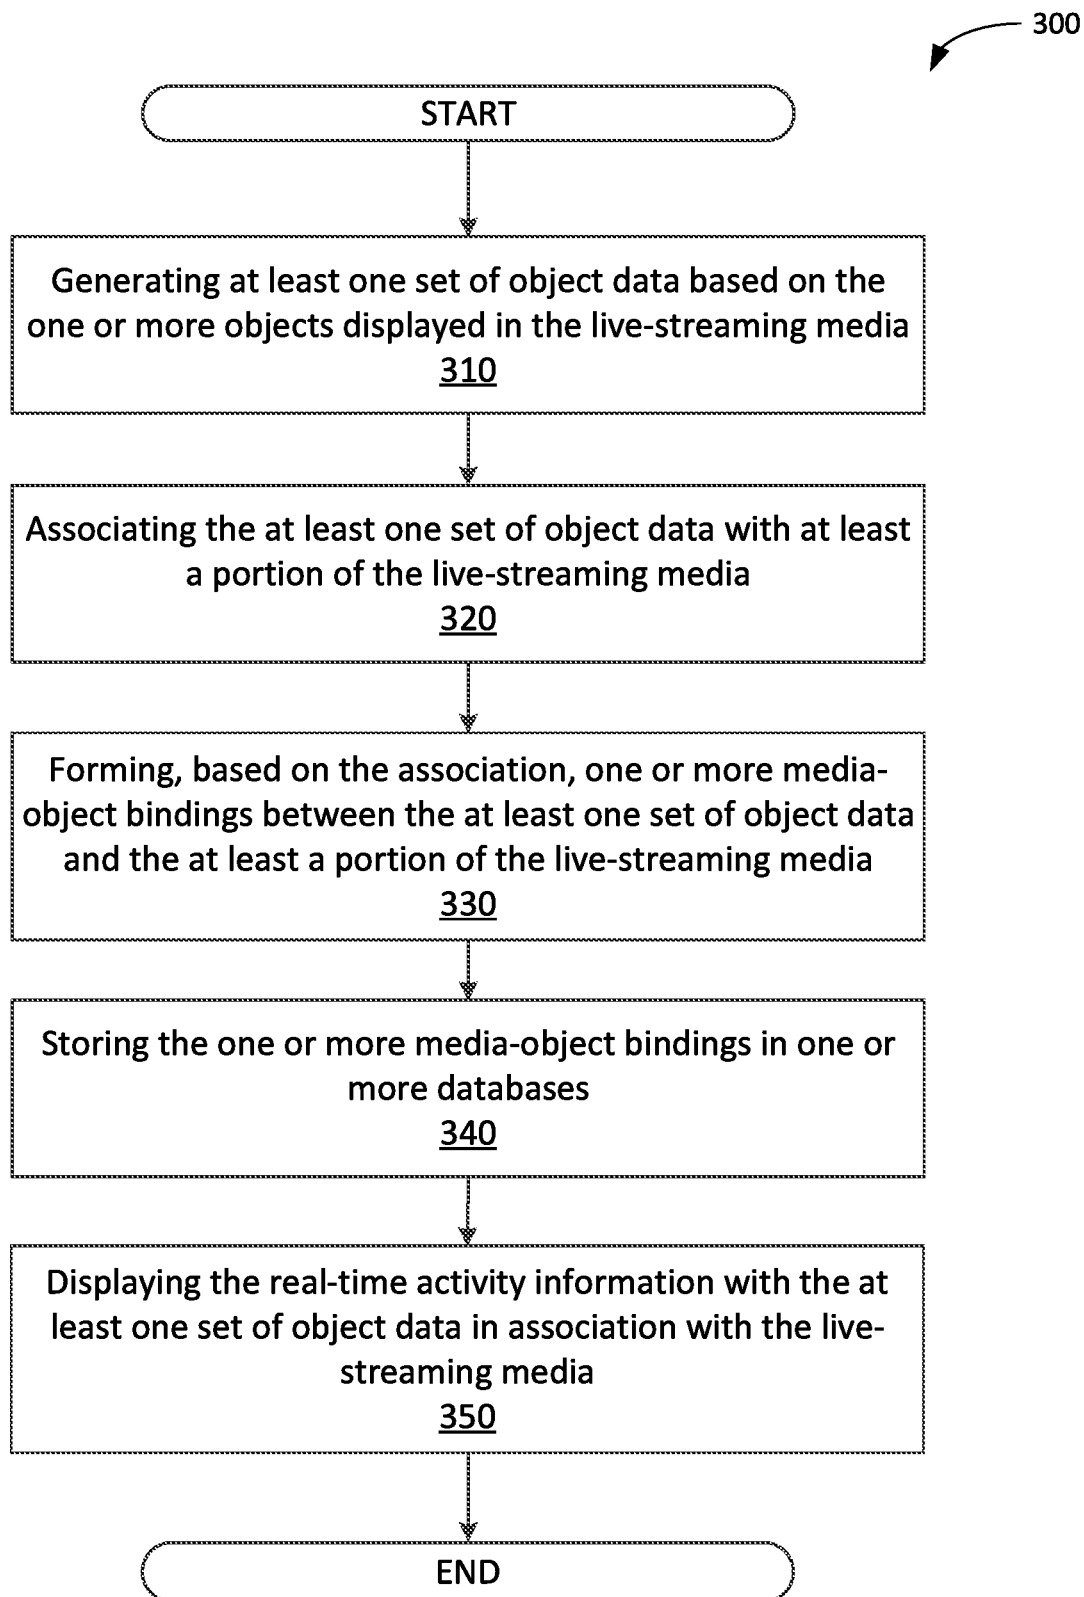 300
START
Generating at least one set of object data based on the
one or more objects displayed in the live-streaming media
310
Associating the at least one set of object data with at least
a portion of the live-streaming media
320
Forming, based on the association, one or more media-
object bindings between the at least one set of object data
and the at least a portion of the live-streaming media
330
Storing the one or more media-object bindings in one or
more databases
340
Displaying the real-time activity information with the at
least one set of object data in association with the live-
streaming media
350
END